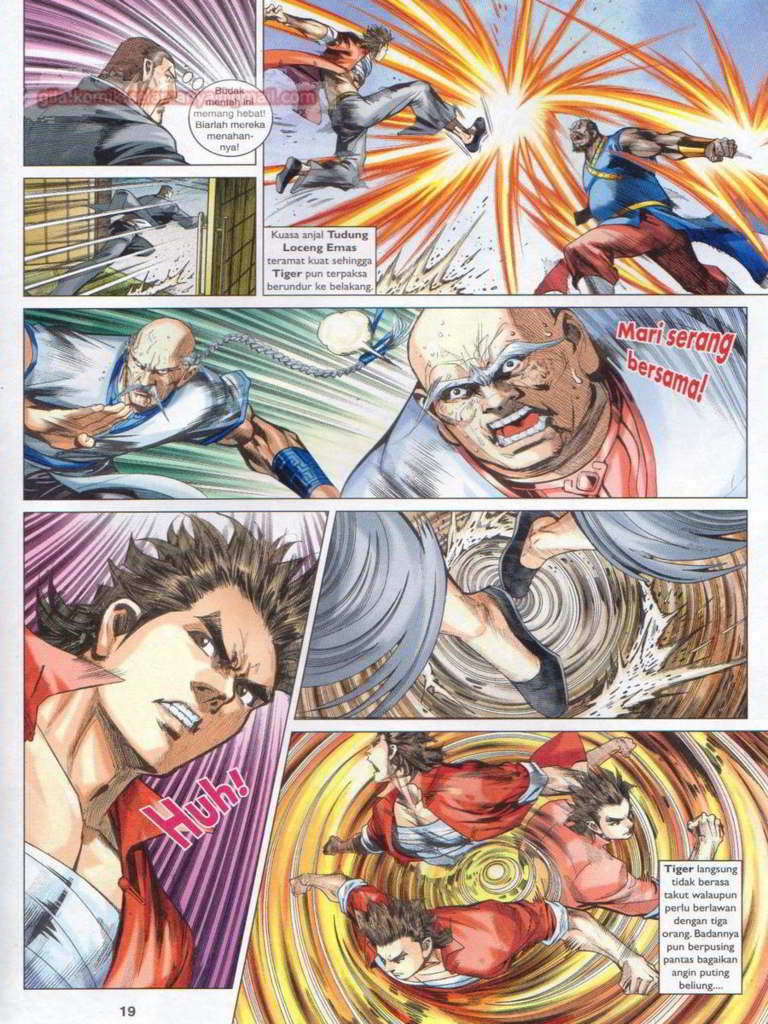 Budak
mentah ini
memang hebat!
Biarlah mereka
menahan-
nya!
Kuasa anjal Tudung
Loceng Emas
teramat kuat sehingga
Tiger pun terpaksa
berundur ke belakang.
Mari serang
bersama!
Huh!
Tiger langsung
tidak berasa
takut walaupun
perlu berlawan
dengan tiga
orang. Badannya
pun berpusing
pantas bagaikan
angin puting
beliung....
19